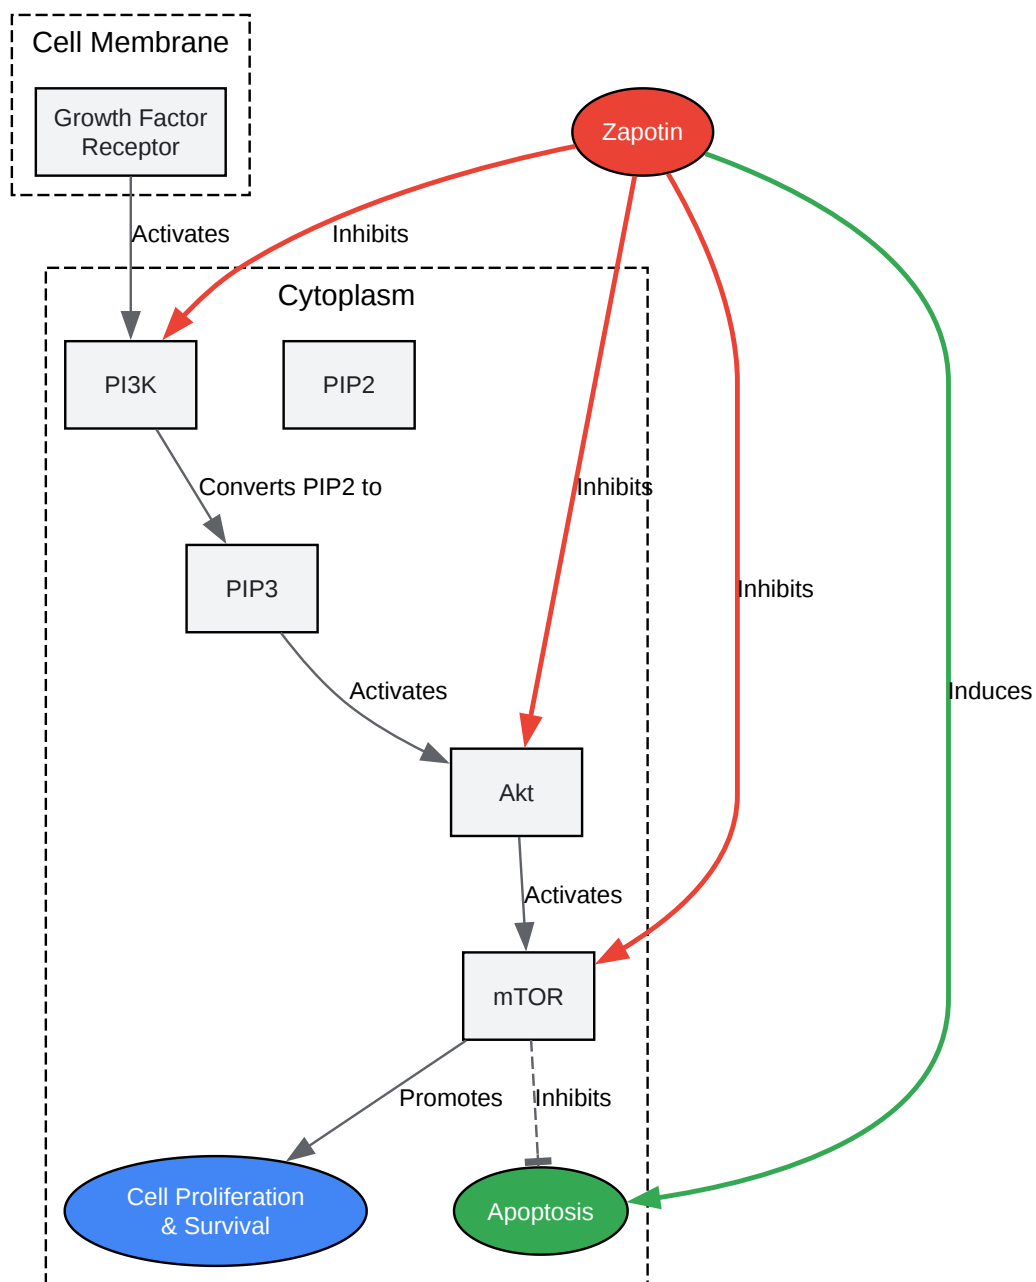 Cell Membrane
Growth Factor
Receptor
Zapotin
Activates
Inhibits
Cytoplasm
PI3K
PIP2
Converts PIP2 to
Inhibits
PIP3
Inhibits
Activates
Induces
Akt
Activates
mTOR
Promotes
Inhibits
Cell Proliferation
& Survival
Apoptosis